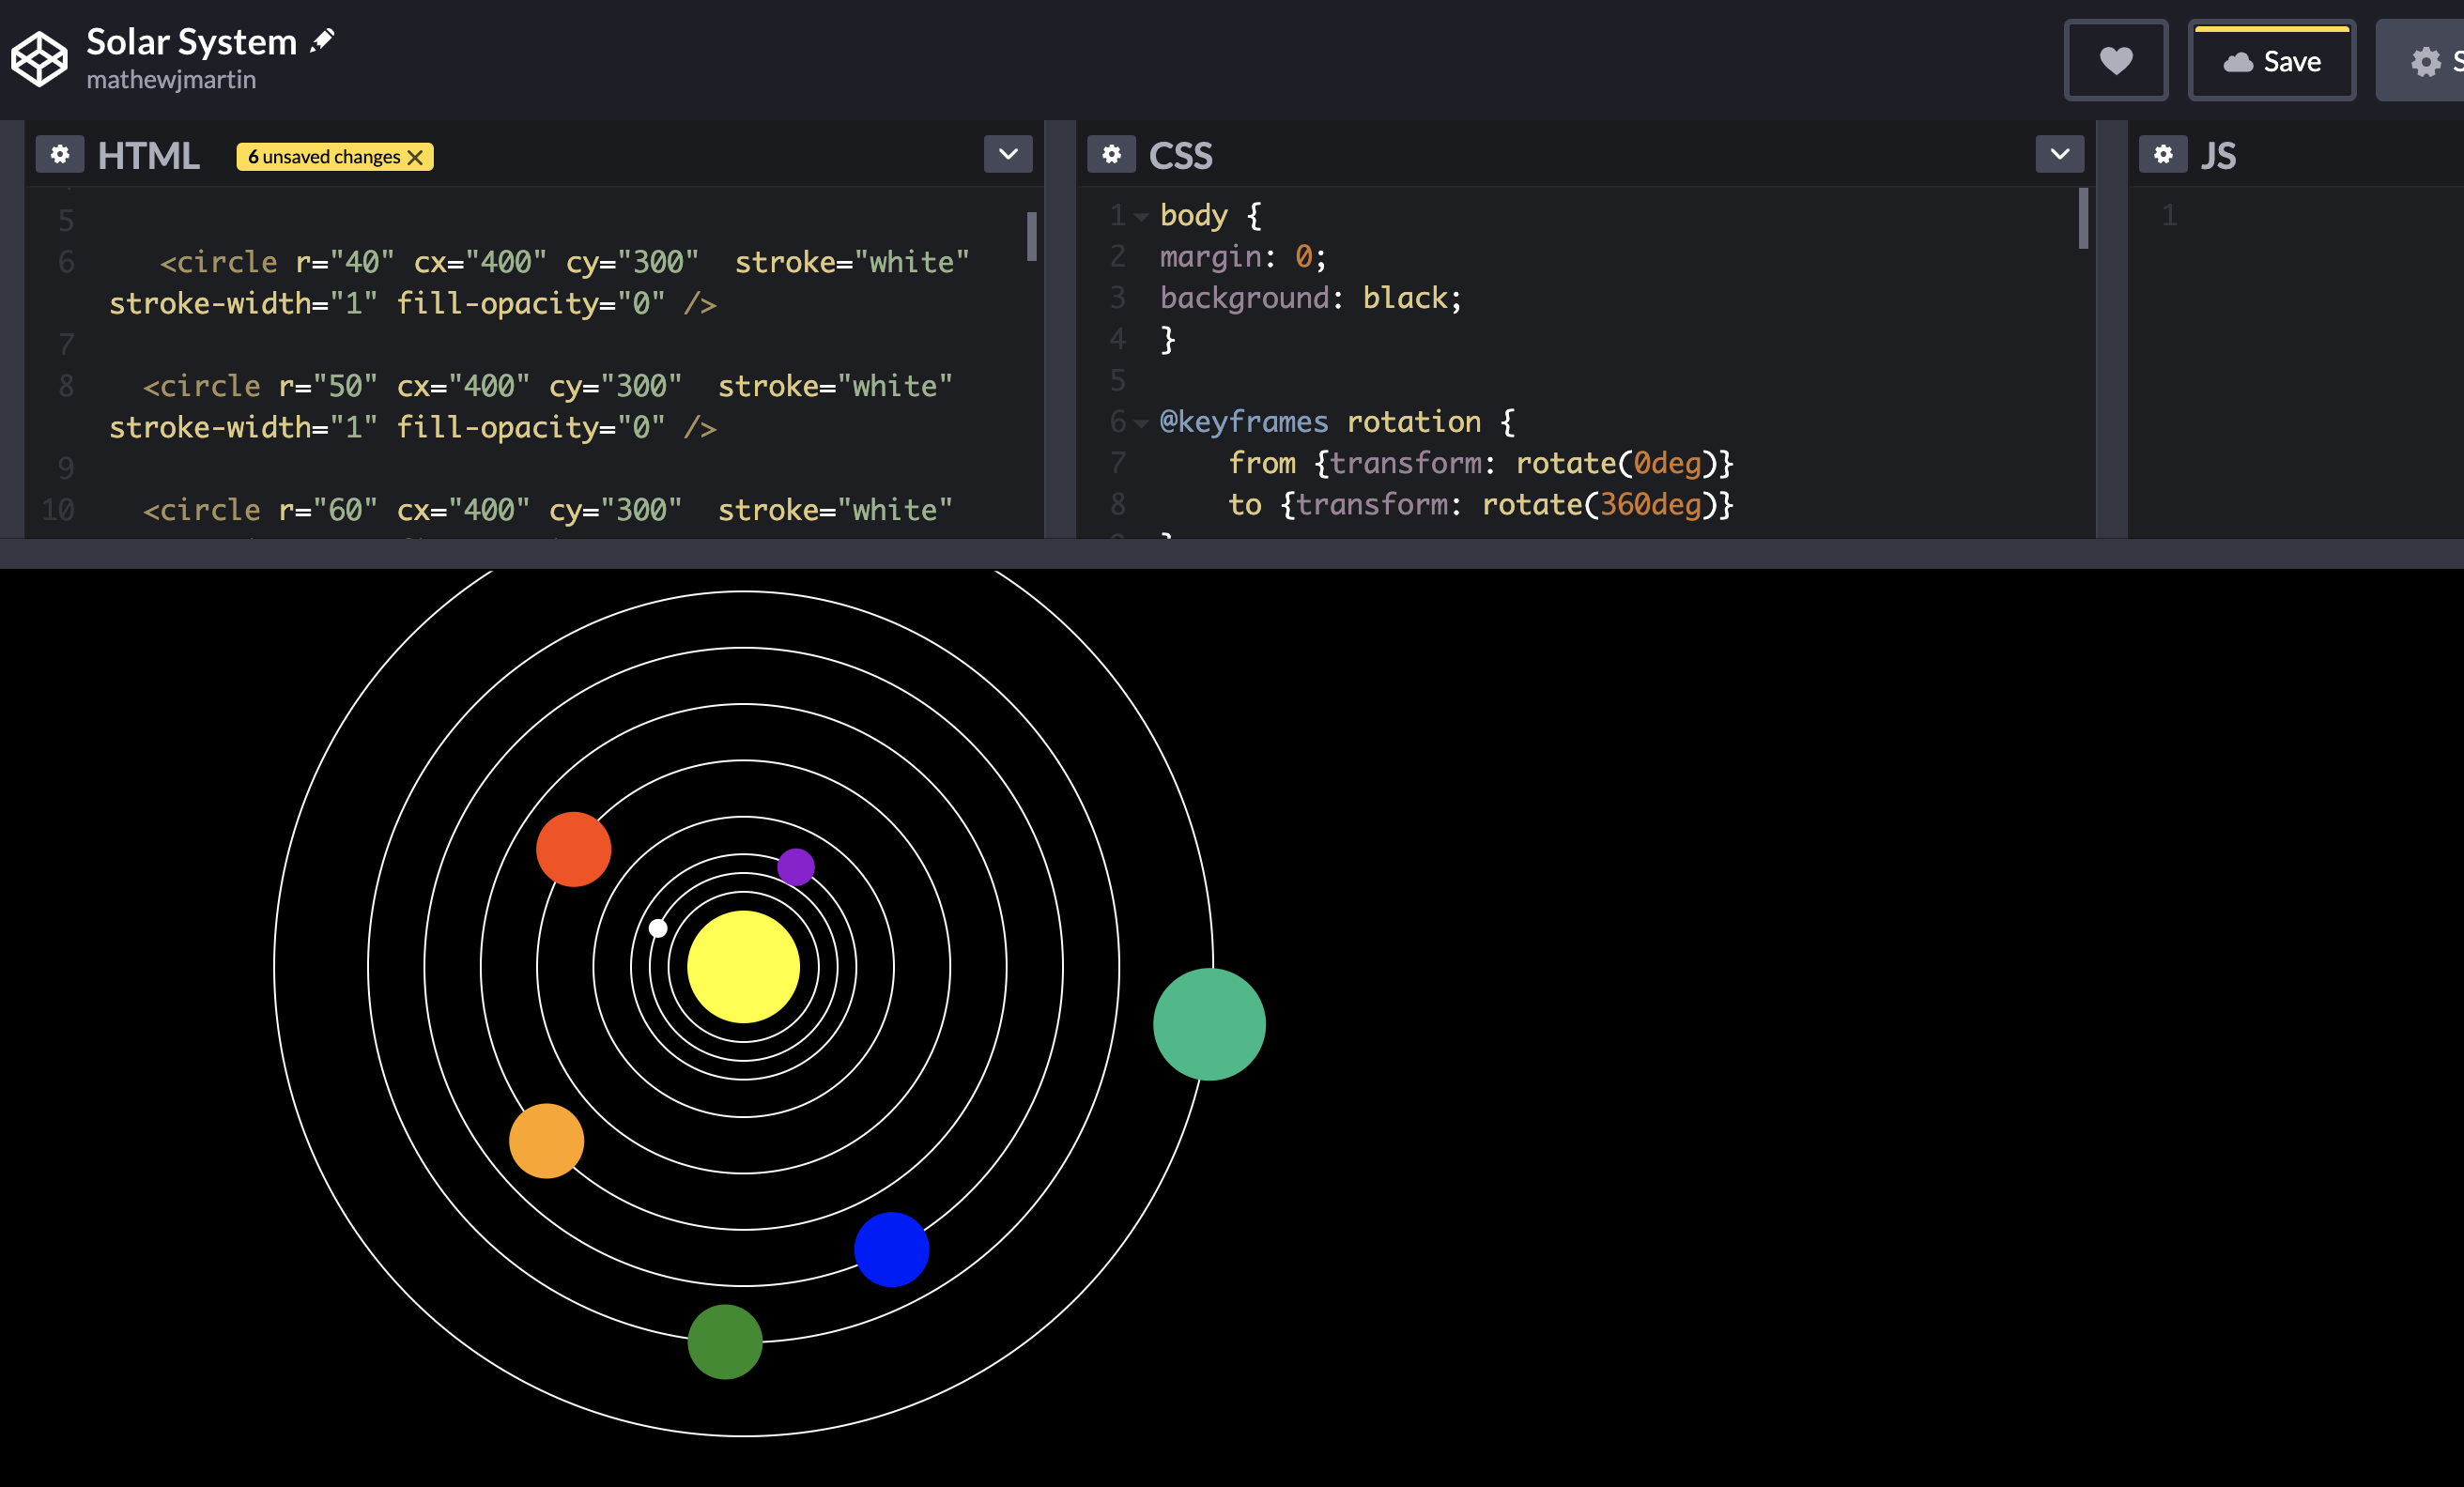 Solar System
mathewjmartin
Save
HTML
6 unsaved changes
CSS
JS
5
6 <circle r="40" cx="400" cy="300"  stroke="white"
stroke-width="1" fill-opacity="0" />
7
8 <circle r="50" cx="400" cy="300"  stroke="white"
stroke-width="1" fill-opacity="0" />
9
10 <circle r="60" cx="400" cy="300"  stroke="white"
1 body {
2 margin: 0;
3 background: black;
4 }
5
6 @keyframes rotation {
7 from {transform: rotate(0deg)}
8 to {transform: rotate(360deg)}
1